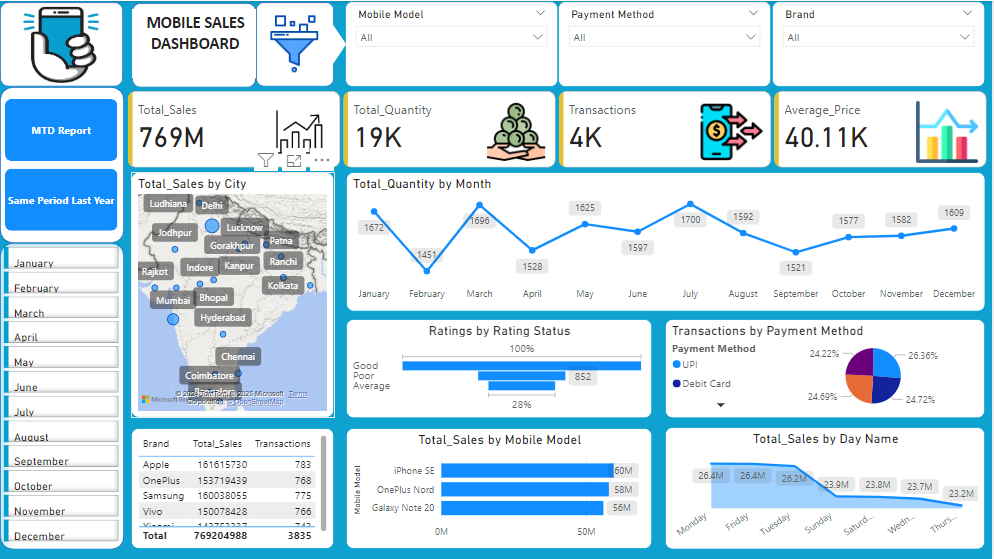 MOBILE SALES
DASHBOARD
Mobile Model
All
Payment Method
All
Brand
All
MTD Report
Same Period Last Year
Total_Sales
769M
Total_Quantity
19K
Transactions
4K
Average_Price
40.11K
January
February
March
April
May
June
July
August
September
October
November
December
Total_Sales by City
Ludhiana
Delhi
Jodhpur
Lucknow
Gorakhpur
Patna
Rajkot
Indore
Kanpur
Ranchi
Kolkata
Mumbai
Bhopal
Hyderabad
Chennai
Coimbatore
Terms
© OpenStreetMap
Total_Quantity by Month
1672
1451
1696
1528
1625
1597
1700
1592
1521
1577
1582
1609
January
February
March
April
May
June
July
August
September
October
November
December
Ratings by Rating Status
100%
Good
Poor
Average
852
28%
Transactions by Payment Method
Payment Method
UPI
Debit Card
24.22%
26.36%
24.69%
24.72%
Brand Total_Sales Transactions
Apple 161615730 783
OnePlus 153719439 768
Samsung 160038055 775
Vivo 150078428 766
Total 769204988 3835
Total_Sales by Mobile Model
Mobile Model
iPhone SE 60M
OnePlus Nord 58M
Galaxy Note 20 56M
0M 50M
Total_Sales by Day Name
26.4M
26.4M
26.2M
23.9M
23.8M
23.7M
23.2M
Monday
Friday
Tuesday
Sunday
Saturd...
Wedn...
Thurs...